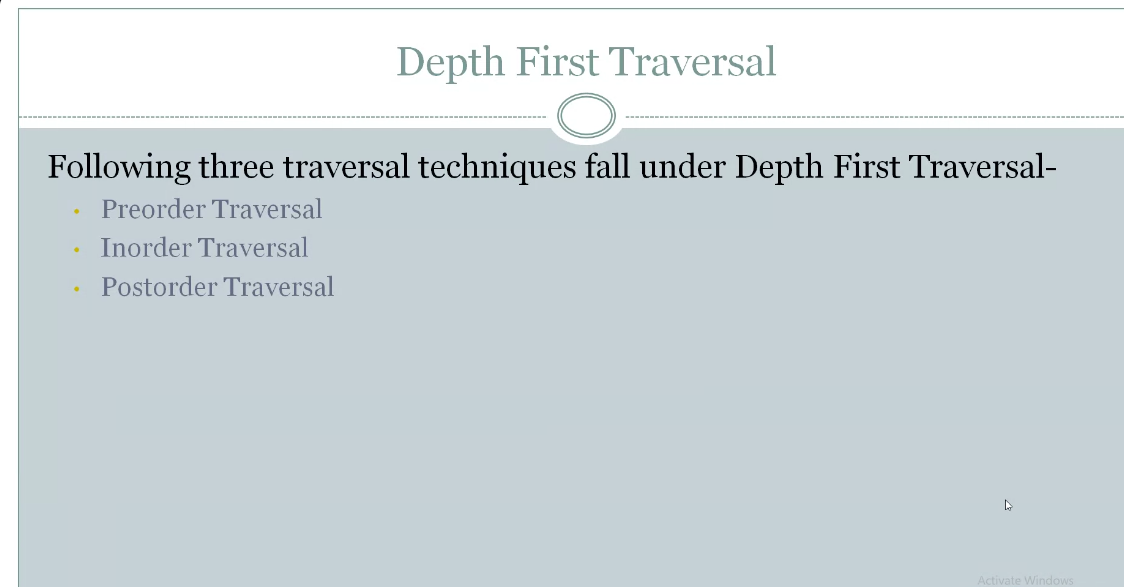 Depth First Traversal
Following three traversal techniques fall under Depth First Traversal-
• Preorder Traversal
• Inorder Traversal
• Postorder Traversal
Activate Windows